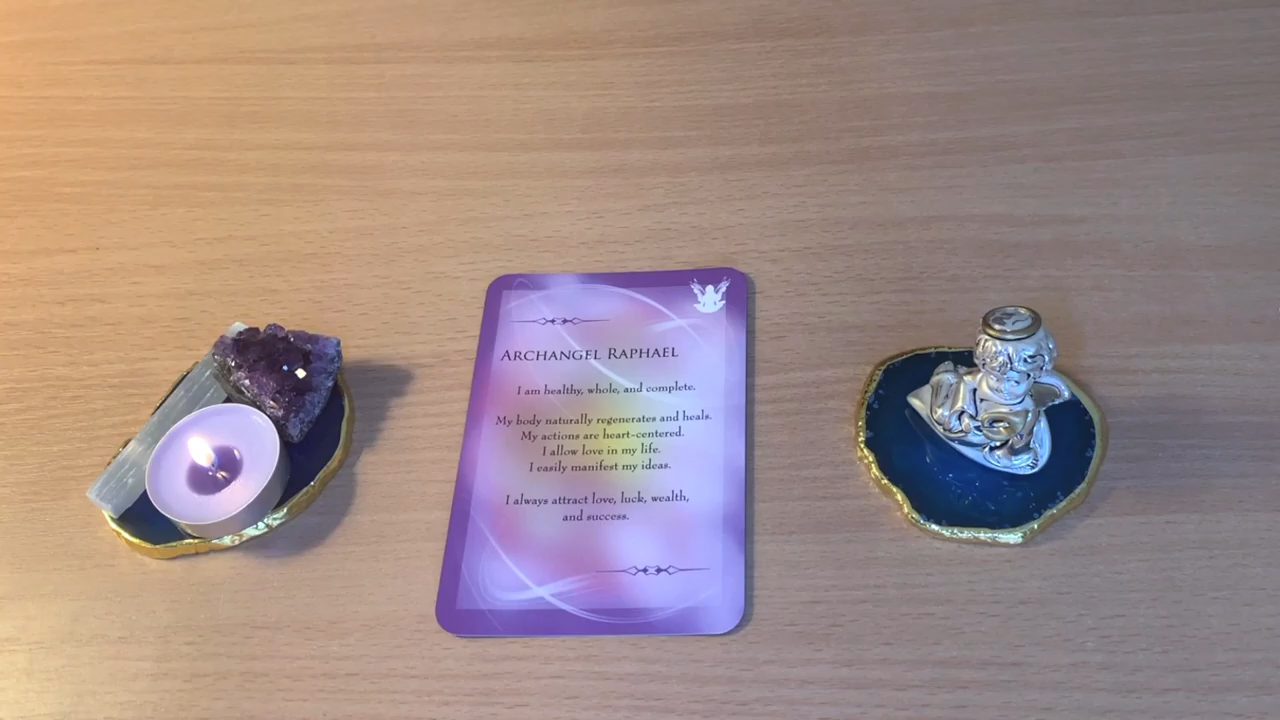 ARCHANGEL RAPHAEL
I am healthy, whole, and complete.
My body naturally regenerates and heals.
My actions are heart-centered.
I allow love in my life.
I easily manifest my ideas.
I always attract love, luck, wealth,
and success.